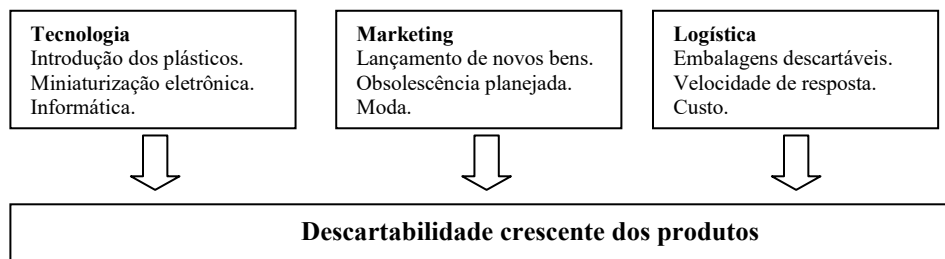 Tecnologia
Introdução dos plásticos.
Miniaturização eletrônica.
Informática.
Marketing
Lançamento de novos bens.
Obsolescência planejada.
Moda.
Logística
Embalagens descartáveis.
Velocidade de resposta.
Custo.
Descartabilidade crescente dos produtos